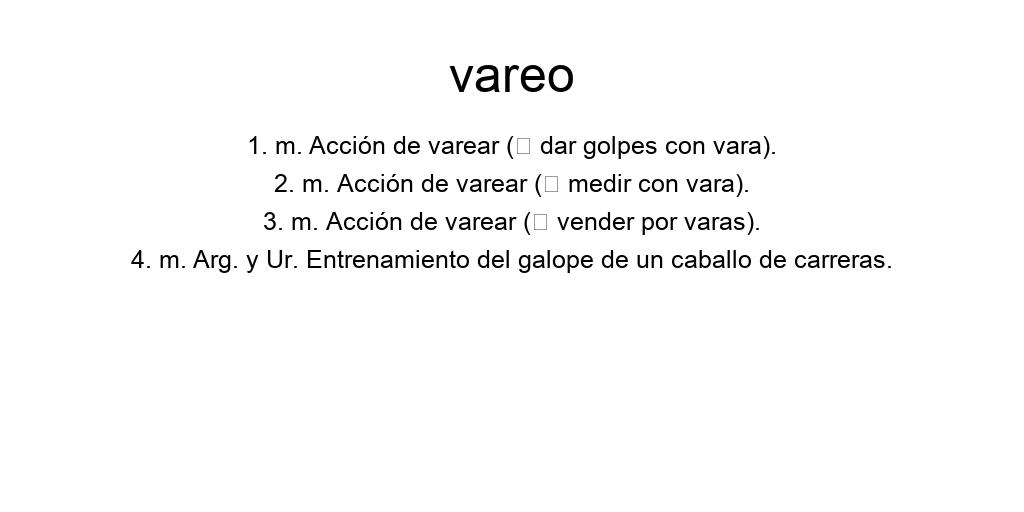 vareo
1. m. Acción de varear (□ dar golpes con vara).
2. m. Acción de varear (□ medir con vara).
3. m. Acción de varear (□ vender por varas).
4. m. Arg. y Ur. Entrenamiento del galope de un caballo de carreras.